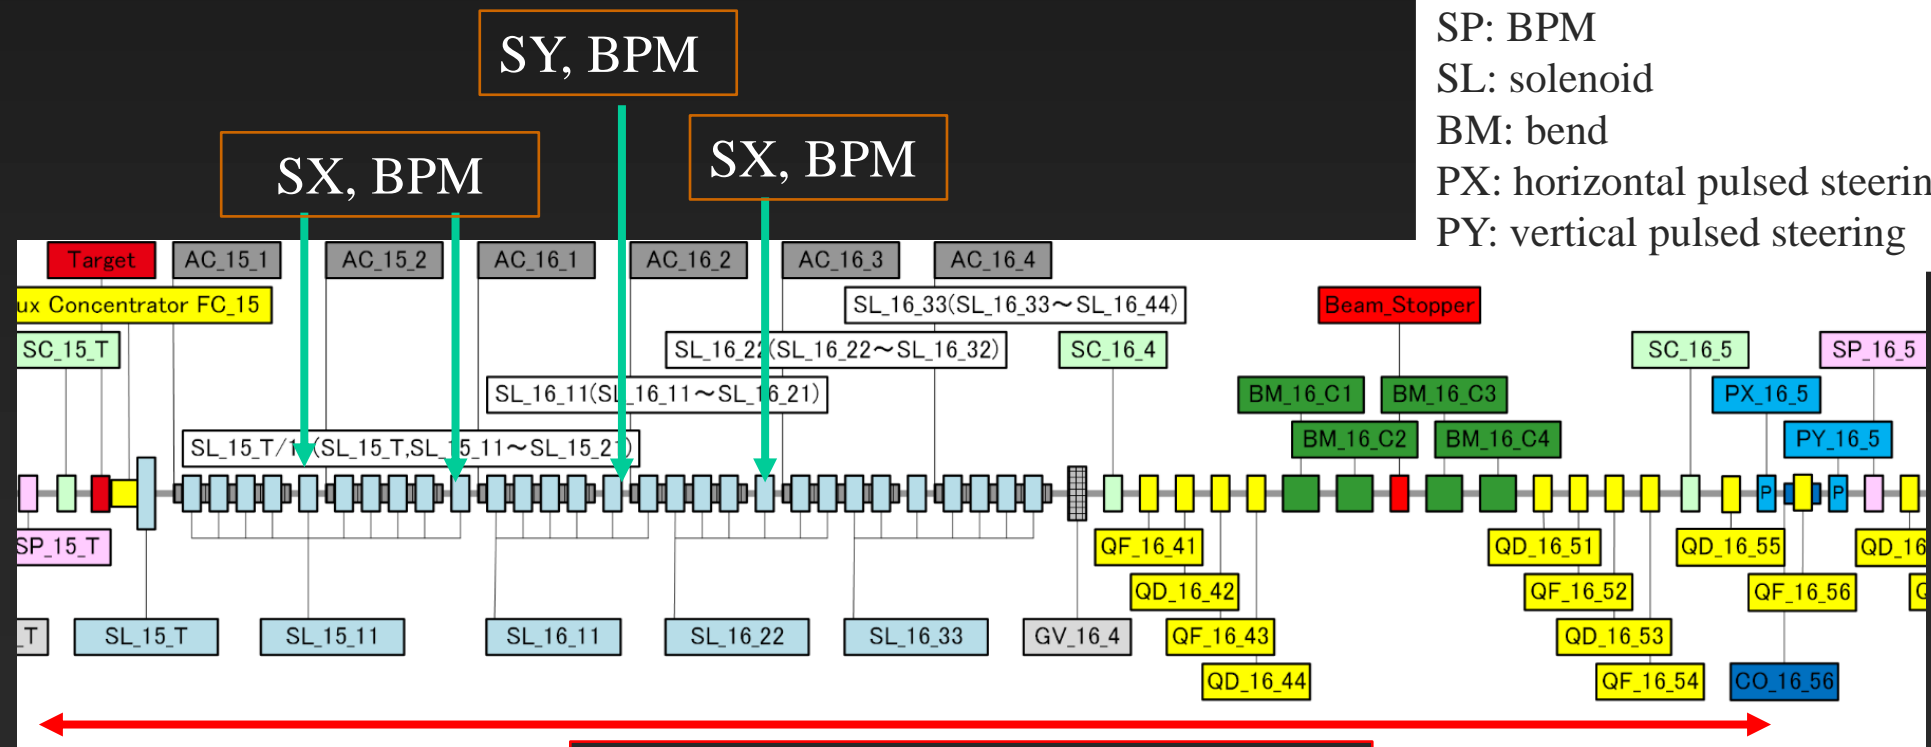 SY, BPM
SX, BPM
SX, BPM
SP: BPM
SL: solenoid
BM: bend
PX: horizontal pulsed steerin
PY: vertical pulsed steering
Target
AC_15_1
AC_15_2
AC_16_1
AC_16_2
AC_16_3
AC_16_4
ux Concentrator FC_15
SL_16_33(SL_16_33～SL_16_44)
Beam_Stopper
SC_15_T
SL_16_22(SL_16_22～SL_16_32)
SC_16_4
SC_16_5
SP_16_5
SL_16_11(SL_16_11～SL_16_21)
BM_16_C1
BM_16_C3
PX_16_5
SL_15_T/1 (SL_15_T,SL_15_11～SL_15_21)
BM_16_C2
BM_16_C4
PY_16_5
P
P
SP_15_T
QF_16_41
QD_16_51
QD_16_55
QD_16
QD_16_42
QF_16_52
QF_16_56
T
SL_15_T
SL_15_11
SL_16_11
SL_16_22
SL_16_33
GV_16_4
QF_16_43
QD_16_53
QD_16_44
QF_16_54
CO_16_56